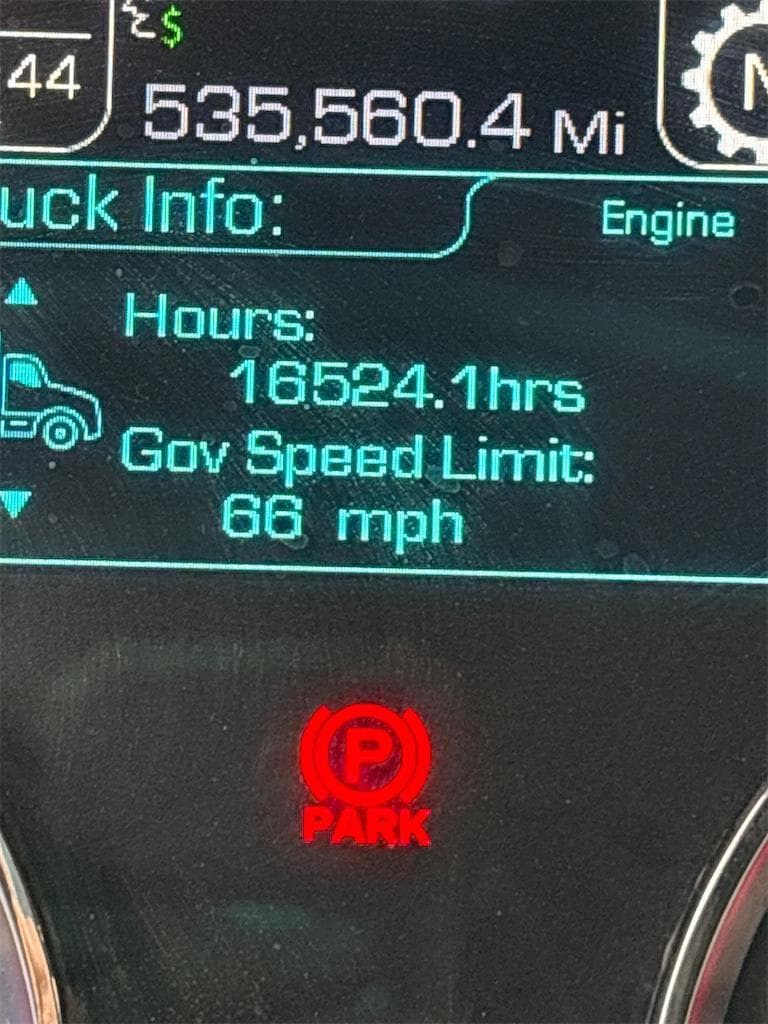 $
44
535,560.4 Mi
N
uck Info:
Engine
Hours:
16524.1hrs
Gov Speed Limit:
66 mph
P
PARK